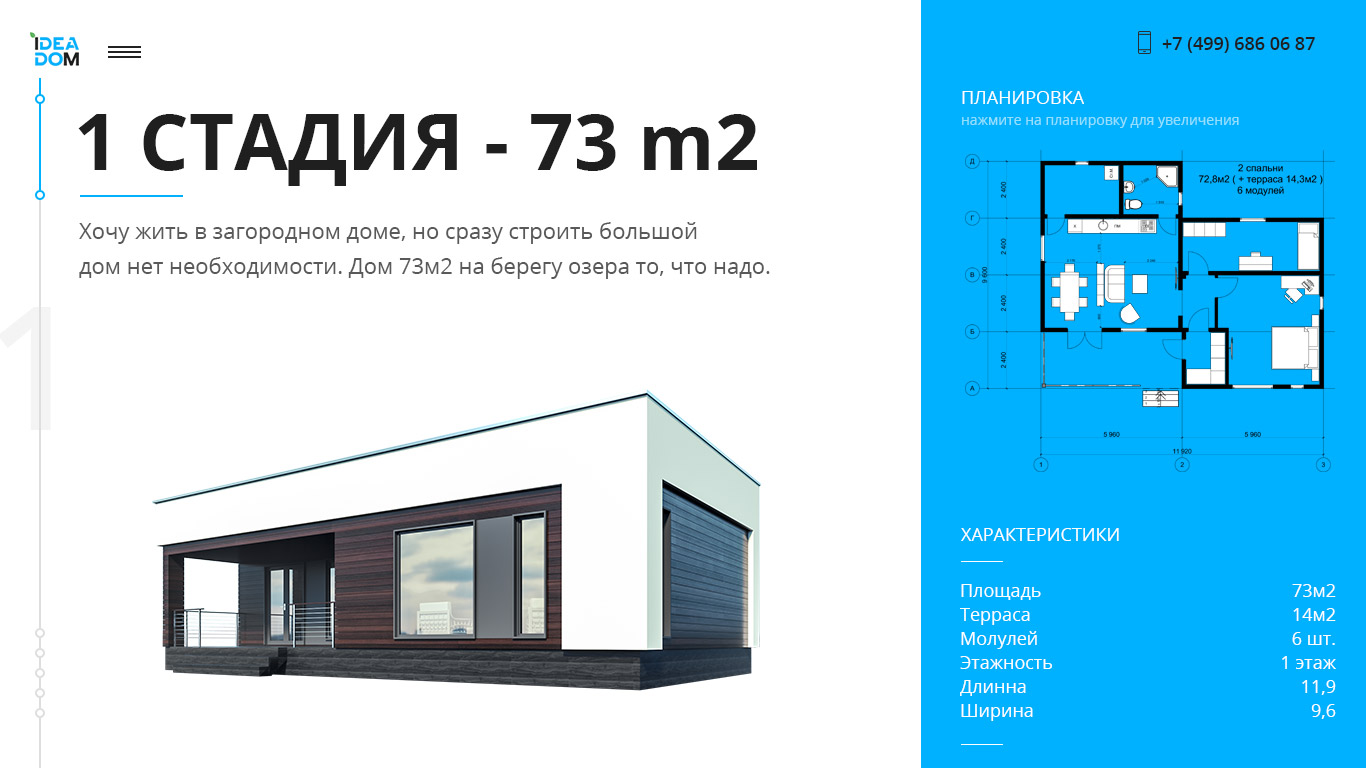 IDEA
DOM
+7 (499) 686 06 87
1 СТАДИЯ - 73 m2
Хочу жить в загородном доме, но сразу строить большой
дом нет необходимости. Дом 73м2 на берегу озера то, что надо.
1
ПЛАНИРОВКА
нажмите на планировку для увеличения
2 спальни
72,8м2 ( + терраса 14,3м2 )
6 модулей
Д
Г
В
Б
А
2 400
2 400
2 400
2 400
9 600
5 960
5 960
11 920
1
2
3
ХАРАКТЕРИСТИКИ
Площадь 73м2
Терраса 14м2
Молулей 6 шт.
Этажность 1 этаж
Длинна 11,9
Ширина 9,6